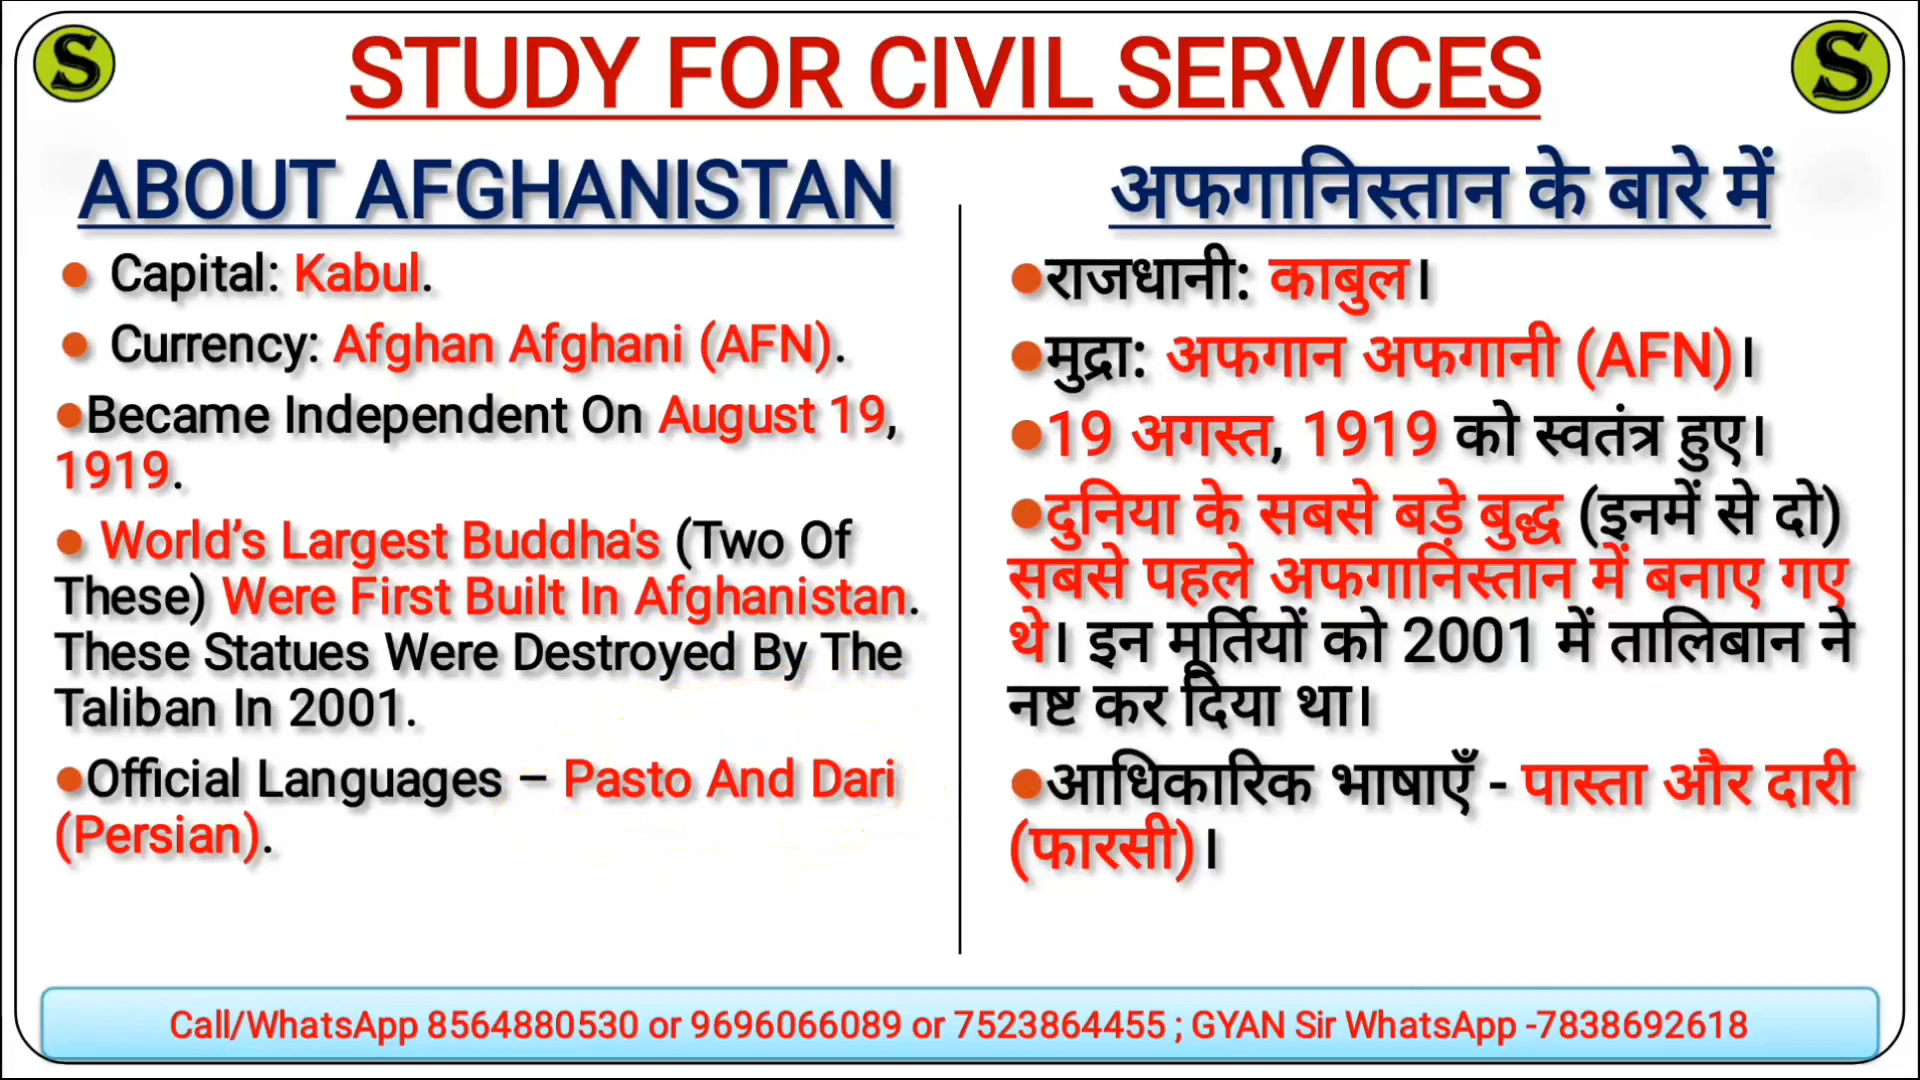 S
STUDY FOR CIVIL SERVICES
S
ABOUT AFGHANISTAN
● Capital: Kabul.
● Currency: Afghan Afghani (AFN).
●Became Independent On August 19,
1919.
● World’s Largest Buddha's (Two Of
These) Were First Built In Afghanistan.
These Statues Were Destroyed By The
Taliban In 2001.
●Official Languages – Pasto And Dari
(Persian).
अफगानिस्तान के बारे में
●राजधानी: काबुल।
●मुद्रा: अफगान अफगानी (AFN)।
●19 अगस्त, 1919 को स्वतंत्र हुए।
●दुनिया के सबसे बड़े बुद्ध (इनमें से दो)
सबसे पहले अफगानिस्तान में बनाए गए
थे। इन मूर्तियों को 2001 में तालिबान ने
नष्ट कर दिया था।
●आधिकारिक भाषाएँ - पास्ता और दारी
(फारसी)।
Call/WhatsApp 8564880530 or 9696066089 or 7523864455 ; GYAN Sir WhatsApp -7838692618